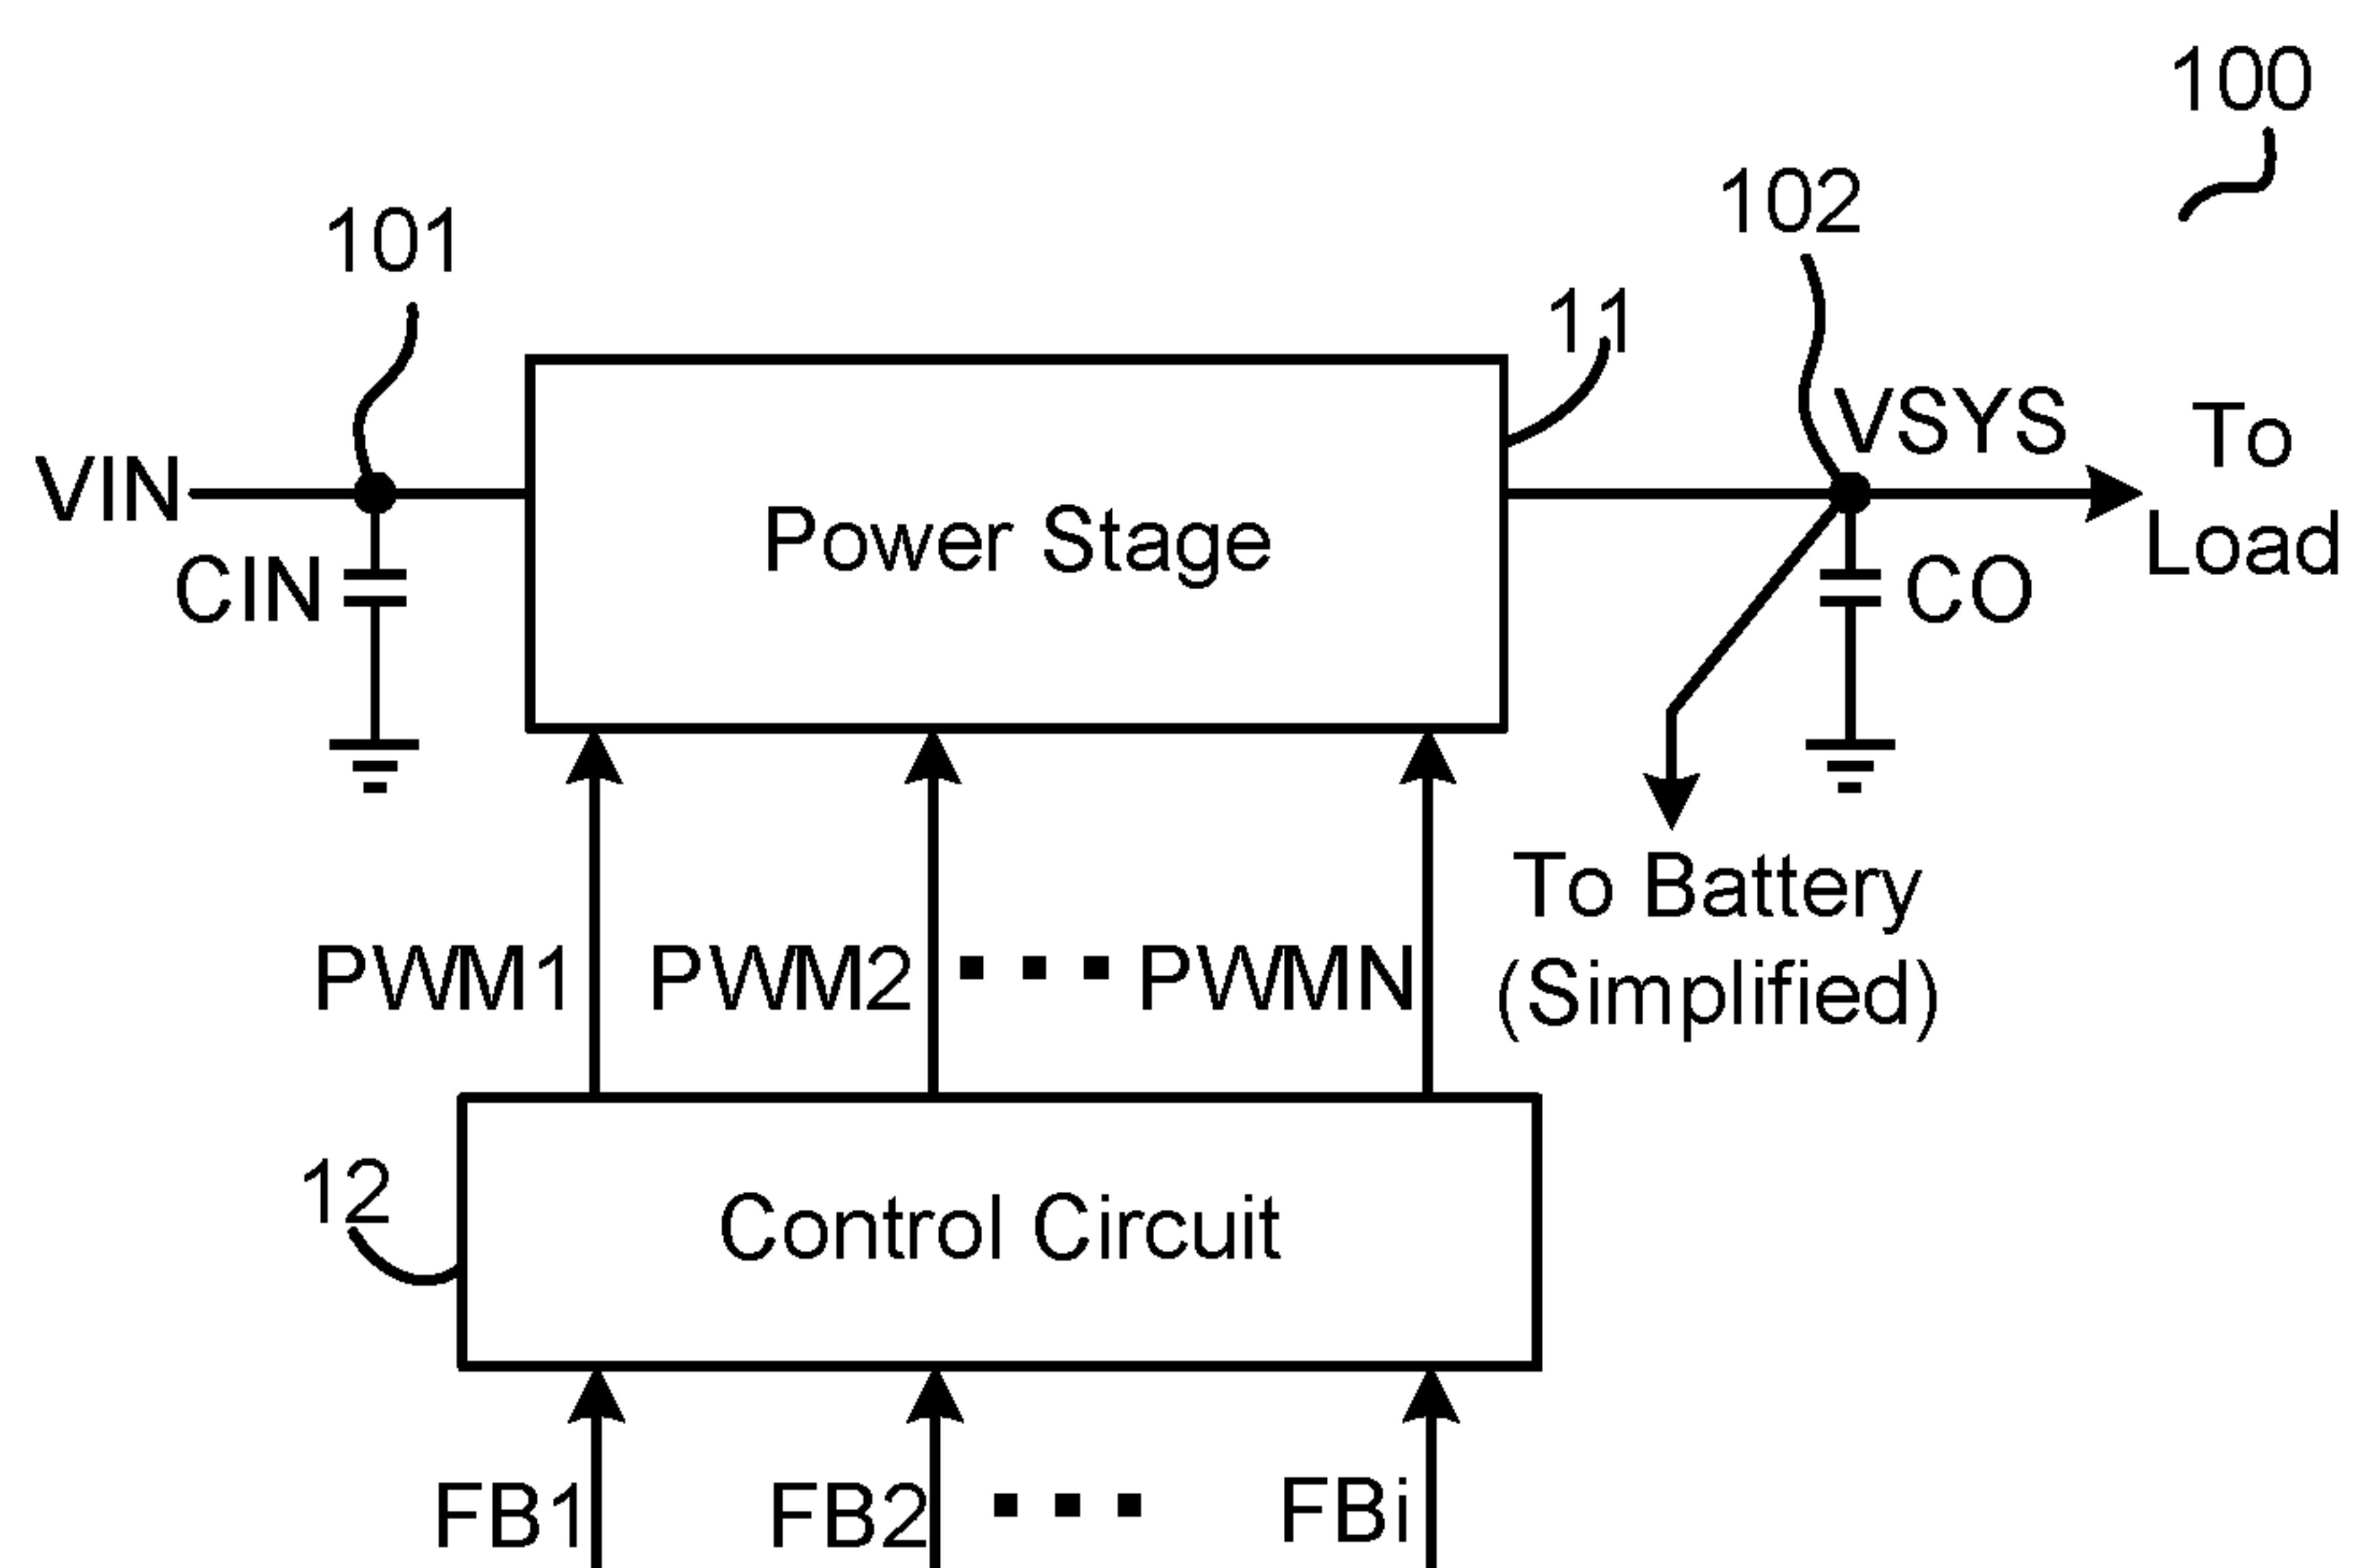 100
102
101
11
VSYS
To
Load
VIN
Power Stage
CIN
CO
To Battery
(Simplified)
PWM1
PWM2
PWMN
12
Control Circuit
FB1
FB2
FBi